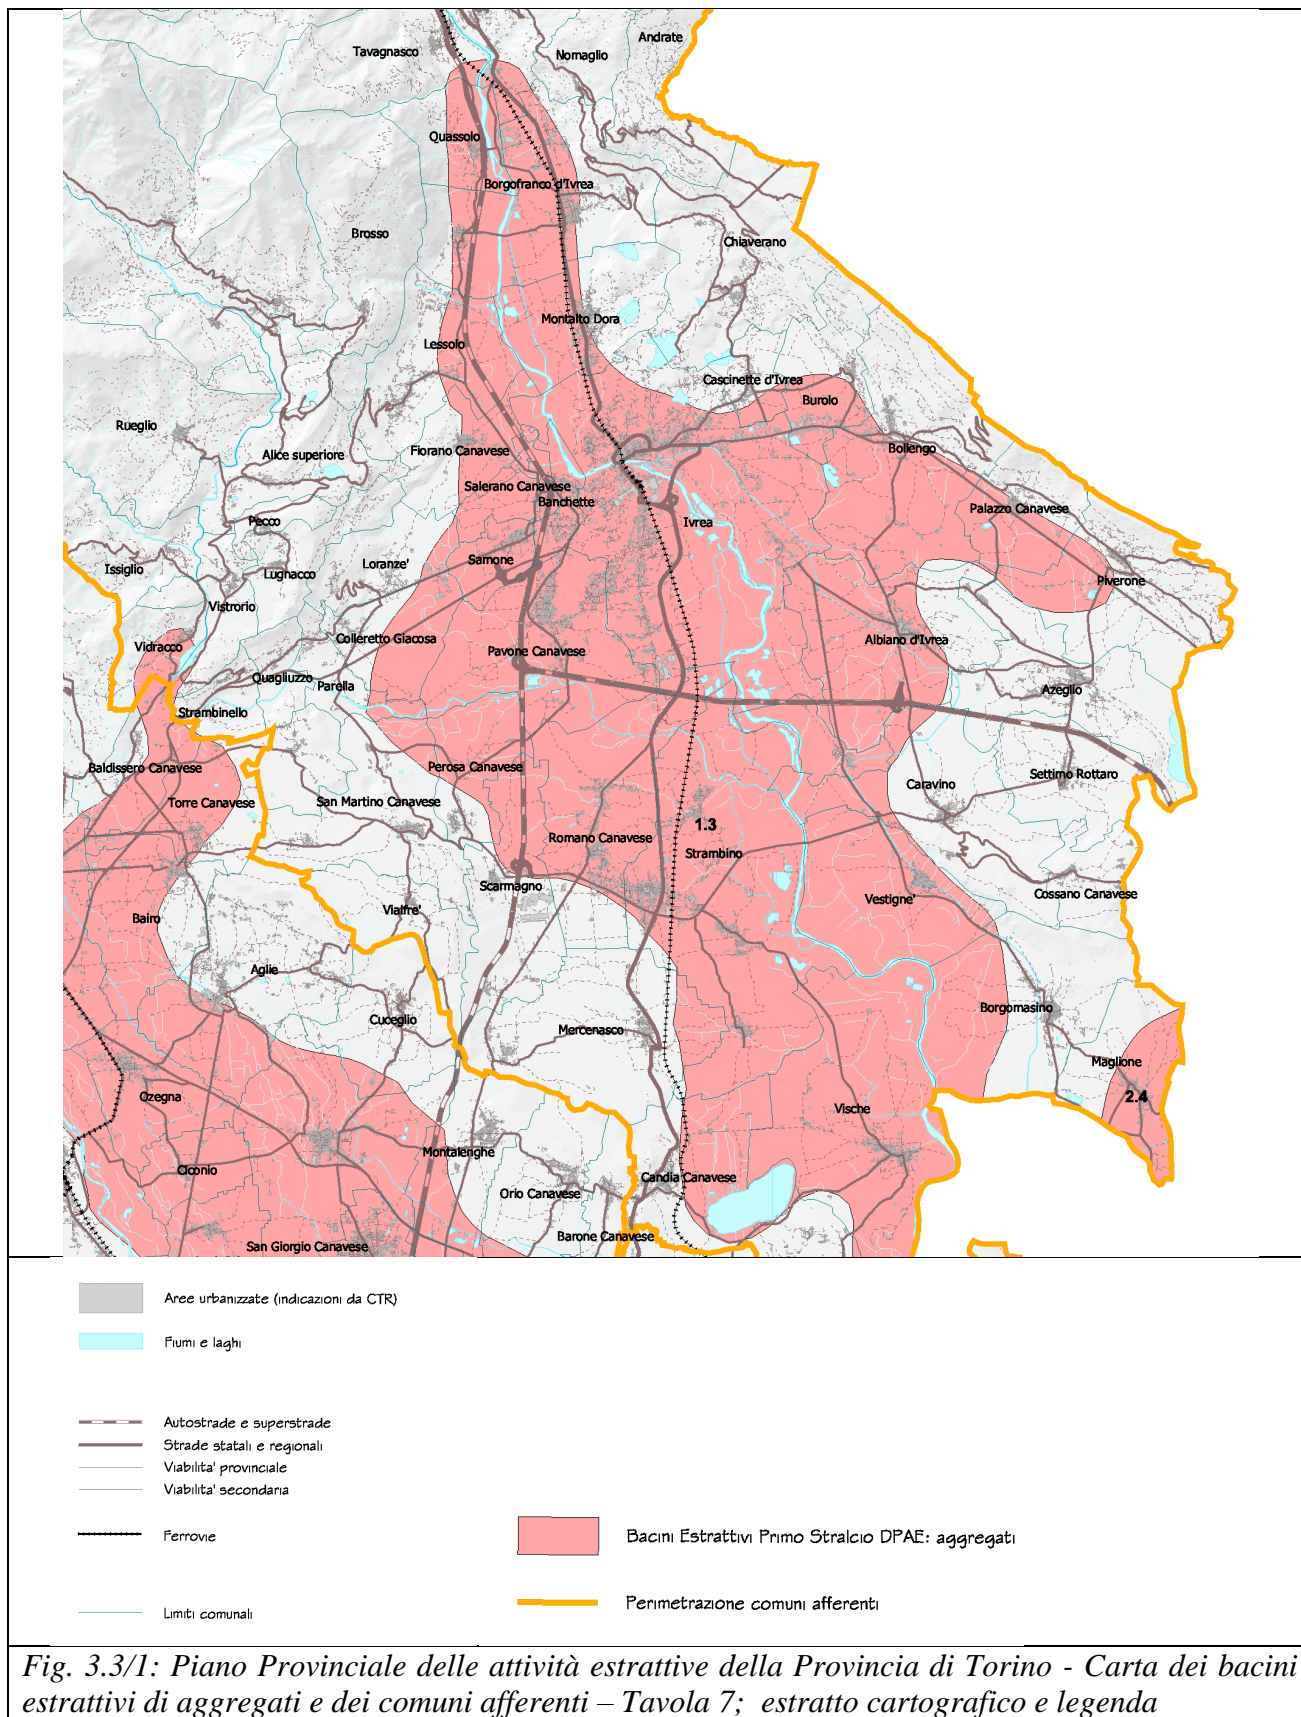 Andrate
Tavagnasco
Nomaglio
Quassolo
Borgofranco d'Ivrea
Brosso
Chiaverano
Montalto Dora
Lessolo
Cascinette d'Ivrea
Burolo
Rueglio
Alice superiore
Fiorano Canavese
Bollengo
Salerano Canavese
Banchette
Palazzo Canavese
Pecco
Ivrea
Issiglio
Lugnacco
Loranze'
Samone
Piverone
Vistrorio
Vidracco
Colleretto Giacosa
Albiano d'Ivrea
Pavone Canavese
Quagliuzzo
Parella
Azeglio
Strambinello
Baldissero Canavese
Perosa Canavese
Settimo Rottaro
Torre Canavese
San Martino Canavese
Caravino
1.3
Romano Canavese
Strambino
Scarmagno
Cossano Canavese
Bairo
Vialfre'
Vestigne'
Aglie
Cuceglio
Mercenasco
Borgomasino
Maglione
Ozegna
2.4
Vische
Ciconio
Montalenghe
Candia Canavese
Orio Canavese
Barone Canavese
San Giorgio Canavese
Aree urbanizzate (indicazioni da CTR)
Fiumi e laghi
Autostrade e superstrade
Strade statali e regionali
Viabilita' provinciale
Viabilita' secondaria
Ferrovie
Bacini Estrattivi Primo Stralcio DPAE: aggregati
Perimetrazione comuni afferenti
Limiti comunali
Fig. 3.3/1: Piano Provinciale delle attività estrattive della Provincia di Torino - Carta dei bacini
estrattivi di aggregati e dei comuni afferenti – Tavola 7; estratto cartografico e legenda